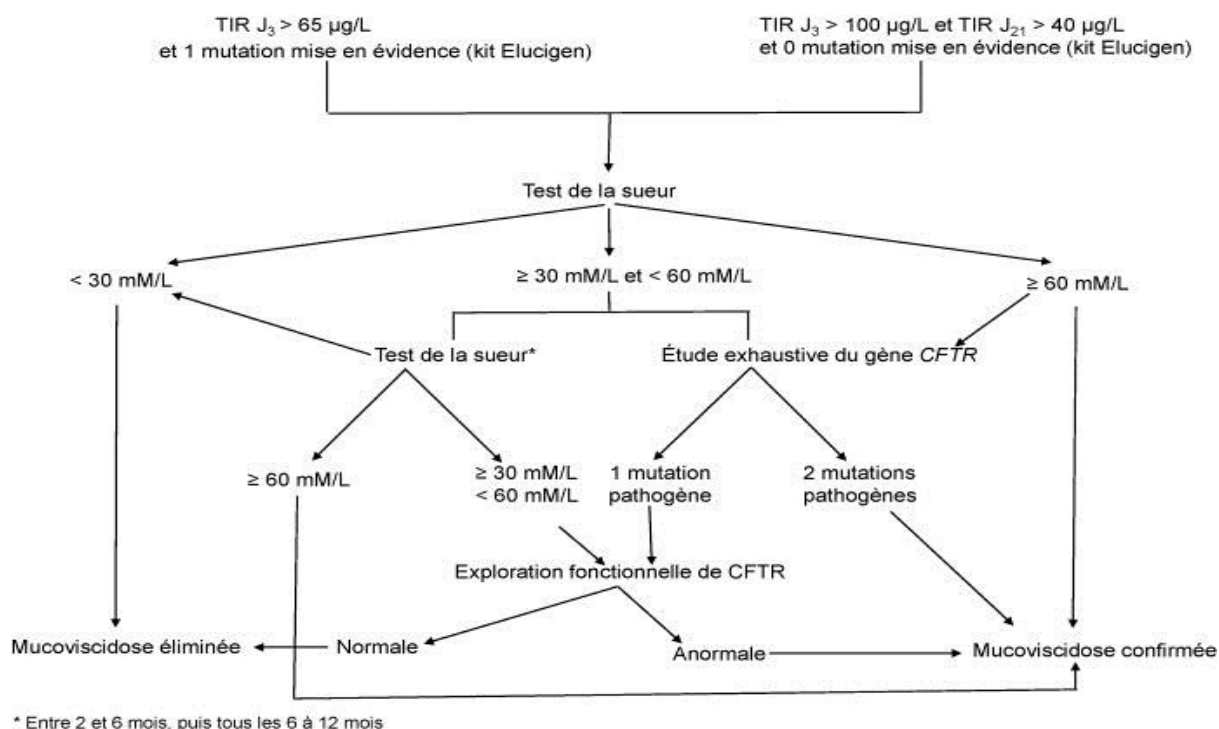 TIR J₃ > 65 µg/L
et 1 mutation mise en évidence (kit Elucigen)
TIR J₃ > 100 µg/L et TIR J₂₁ > 40 µg/L
et 0 mutation mise en évidence (kit Elucigen)
Test de la sueur
< 30 mM/L
≥ 30 mM/L et < 60 mM/L
≥ 60 mM/L
Test de la sueur*
Étude exhaustive du gène CFTR
≥ 60 mM/L
≥ 30 mM/L
< 60 mM/L
1 mutation
pathogène
2 mutations
pathogènes
Exploration fonctionnelle de CFTR
Mucoviscidose éliminée
Normale
Anormale
Mucoviscidose confirmée
* Entre 2 et 6 mois, puis tous les 6 à 12 mois